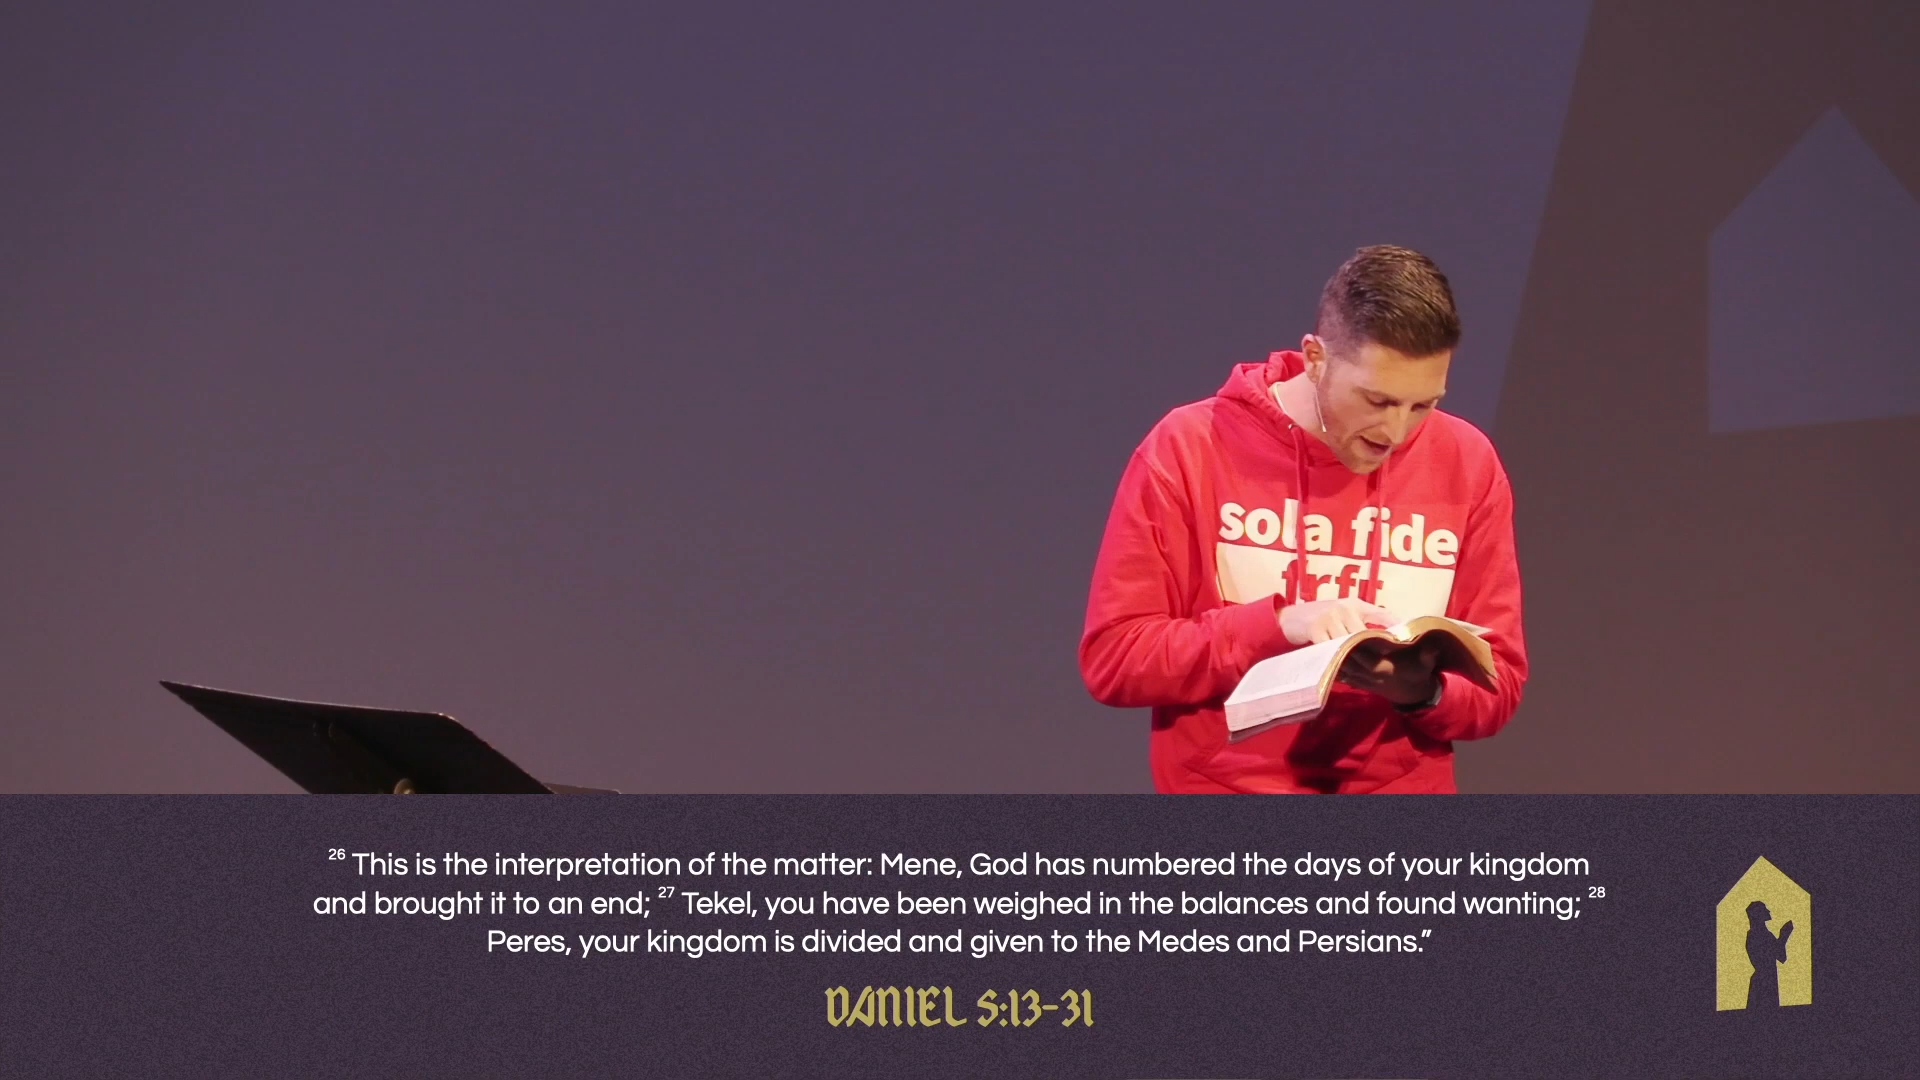 sola fide
frft.
²⁶ This is the interpretation of the matter: Mene, God has numbered the days of your kingdom
and brought it to an end; ²⁷ Tekel, you have been weighed in the balances and found wanting; ²⁸
Peres, your kingdom is divided and given to the Medes and Persians.”
DANIEL 5:13-31